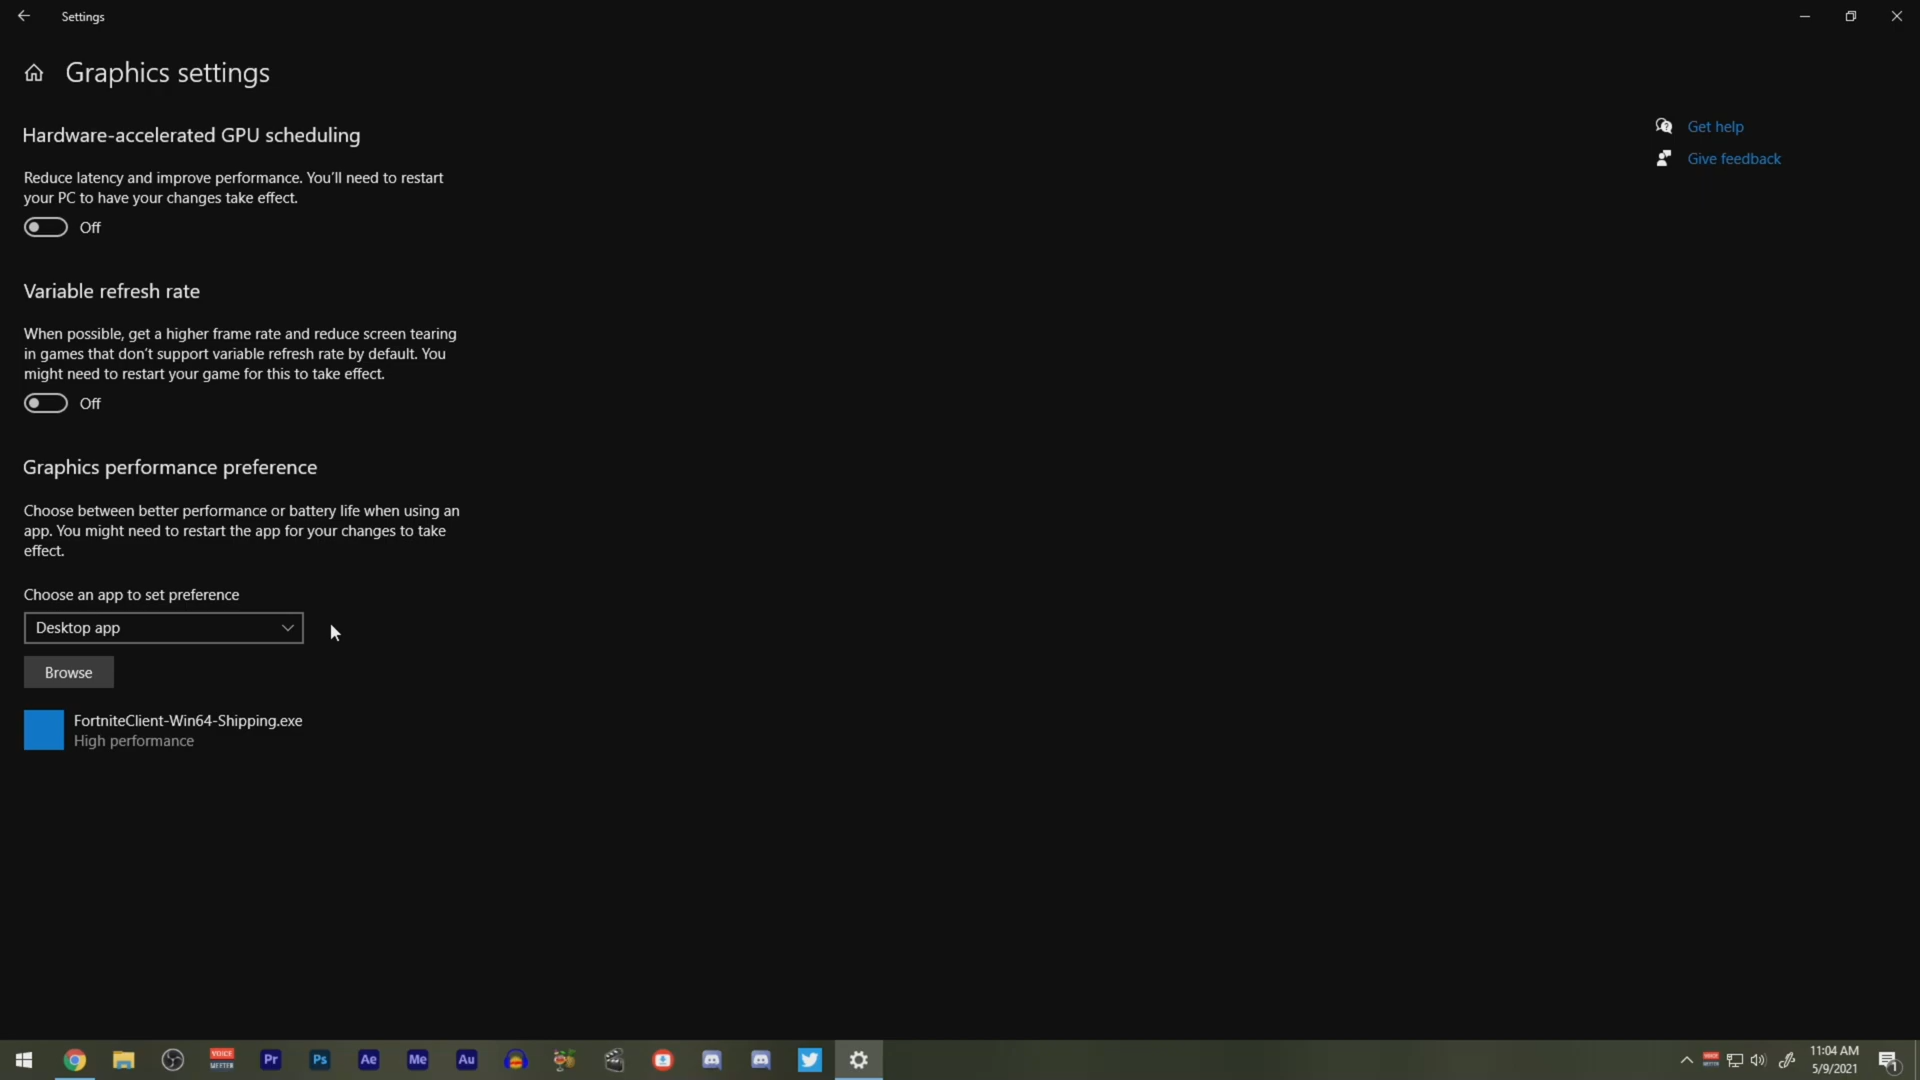 Settings
Graphics settings
Hardware-accelerated GPU scheduling
Reduce latency and improve performance. You'll need to restart
your PC to have your changes take effect.
Off
Variable refresh rate
When possible, get a higher frame rate and reduce screen tearing
in games that don't support variable refresh rate by default. You
might need to restart your game for this to take effect.
Off
Graphics performance preference
Choose between better performance or battery life when using an
app. You might need to restart the app for your changes to take
effect.
Choose an app to set preference
Desktop app
Browse
FortniteClient-Win64-Shipping.exe
High performance
Get help
Give feedback
VOICE
Pr
Ps
Ae
Me
Au
11:04 AM
5/9/2021
1